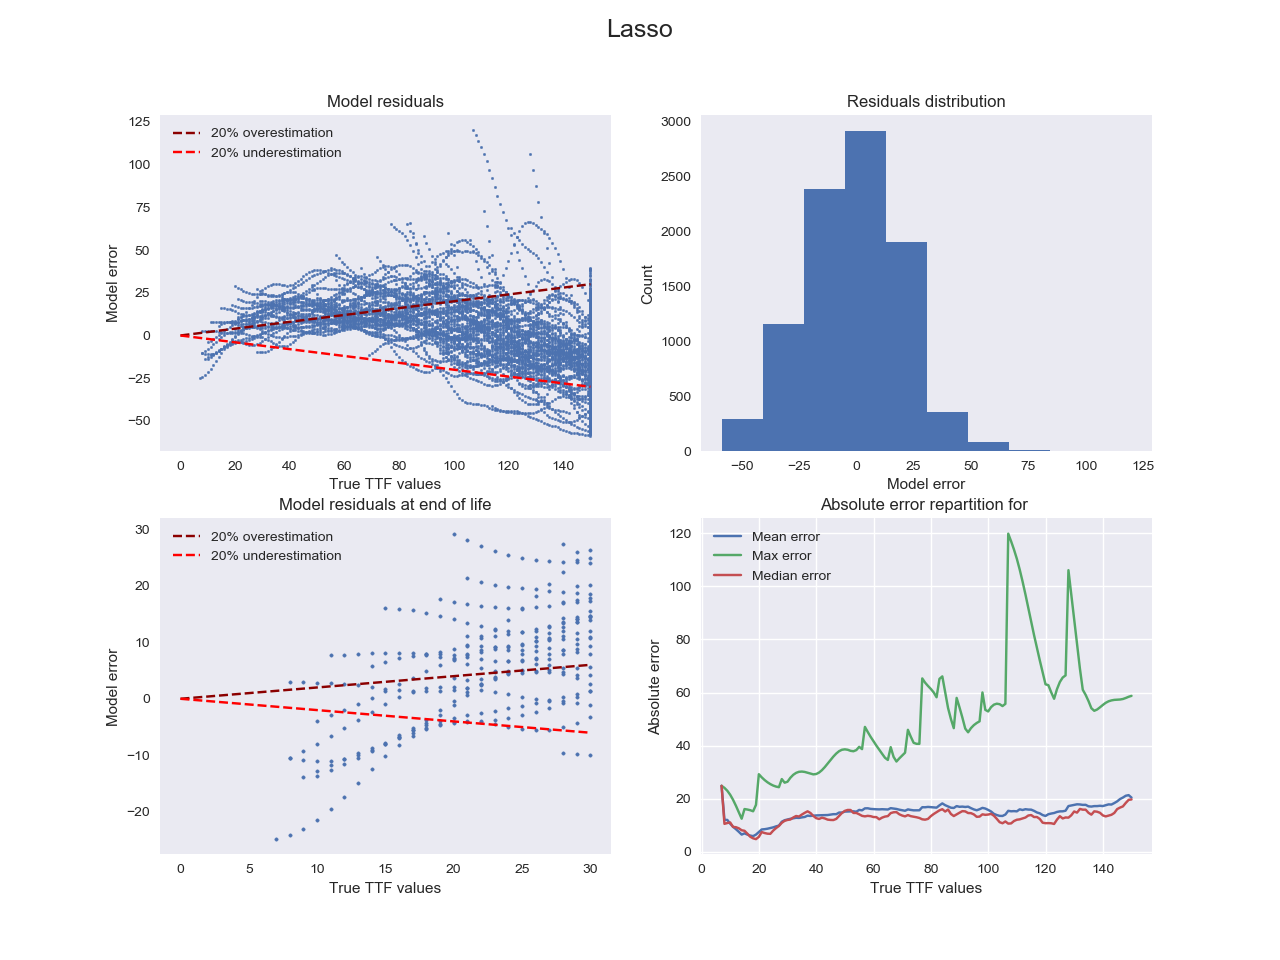 Lasso
Model residuals
20% overestimation
20% underestimation
125
100
75
50
25
0
−25
−50
Model error
0 20 40 60 80 100 120 140
True TTF values
Residuals distribution
3000
2500
2000
1500
1000
500
0
Count
−50 −25 0 25 50 75 100 125
Model error
Model residuals at end of life
20% overestimation
20% underestimation
30
20
10
0
−10
−20
Model error
0 5 10 15 20 25 30
True TTF values
Absolute error repartition for
Mean error
Max error
Median error
120
100
80
60
40
20
0
Absolute error
0 20 40 60 80 100 120 140
True TTF values